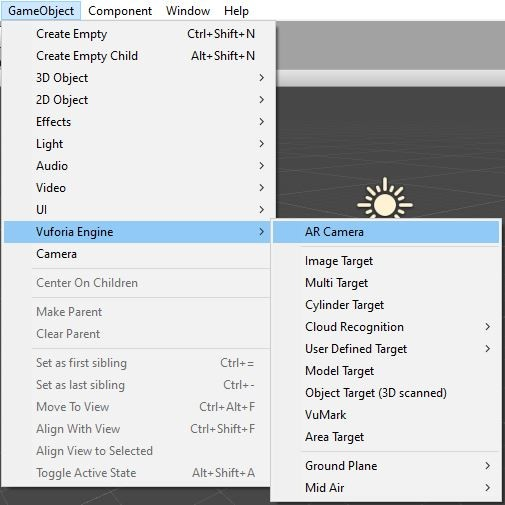 GameObject Component Window Help
Create Empty Ctrl+Shift+N
Create Empty Child Alt+Shift+N
3D Object
2D Object
Effects
Light
Audio
Video
UI
Vuforia Engine
Camera
Center On Children
Make Parent
Clear Parent
Set as first sibling Ctrl+=
Set as last sibling Ctrl+-
Move To View Ctrl+Alt+F
Align With View Ctrl+Shift+F
Align View to Selected
Toggle Active State Alt+Shift+A
AR Camera
Image Target
Multi Target
Cylinder Target
Cloud Recognition
User Defined Target
Model Target
Object Target (3D scanned)
VuMark
Area Target
Ground Plane
Mid Air